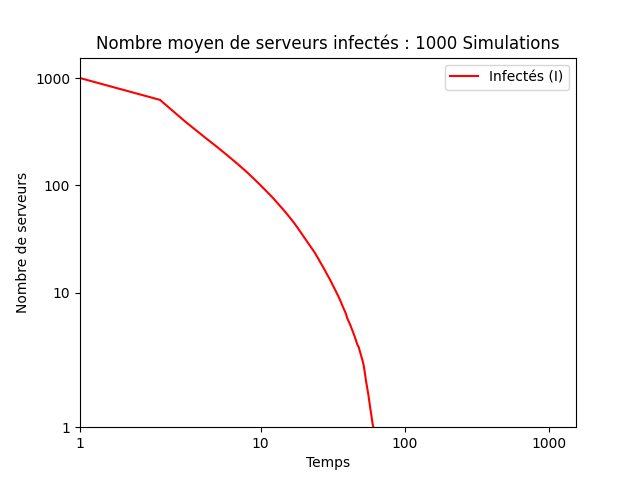 Nombre moyen de serveurs infectés : 1000 Simulations
Infectés (I)
Nombre de serveurs
1000
100
10
1
1
10
100
1000
Temps